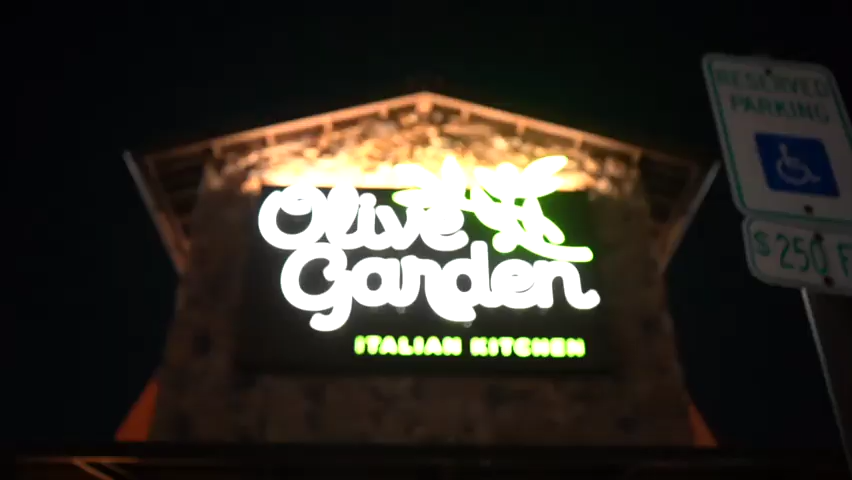 Olive
Garden
ITALIAN KITCHEN
RESERVED
PARKING
$250 F